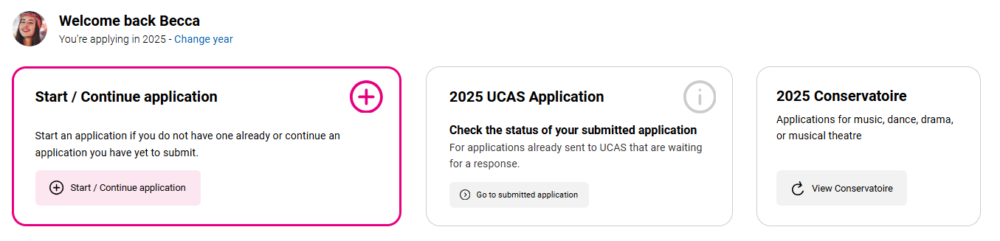 Welcome back Becca
You're applying in 2025 - Change year
Start / Continue application
Start an application if you do not have one already or continue an
application you have yet to submit.
Start / Continue application
2025 UCAS Application
Check the status of your submitted application
For applications already sent to UCAS that are waiting
for a response.
Go to submitted application
2025 Conservatoire
Applications for music, dance, drama,
or musical theatre
View Conservatoire